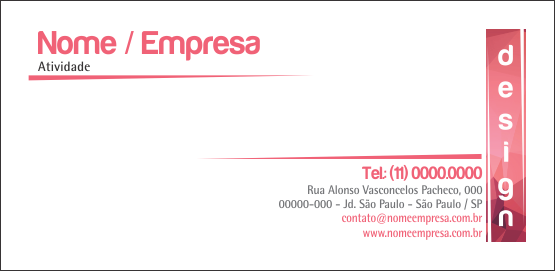 Nome / Empresa
Atividade
Tel: (11) 0000.0000
Rua Alonso Vasconcelos Pacheco, 000
00000-000 - Jd. São Paulo - São Paulo / SP
contato@nomeempresa.com.br
www.nomeempresa.com.br
design